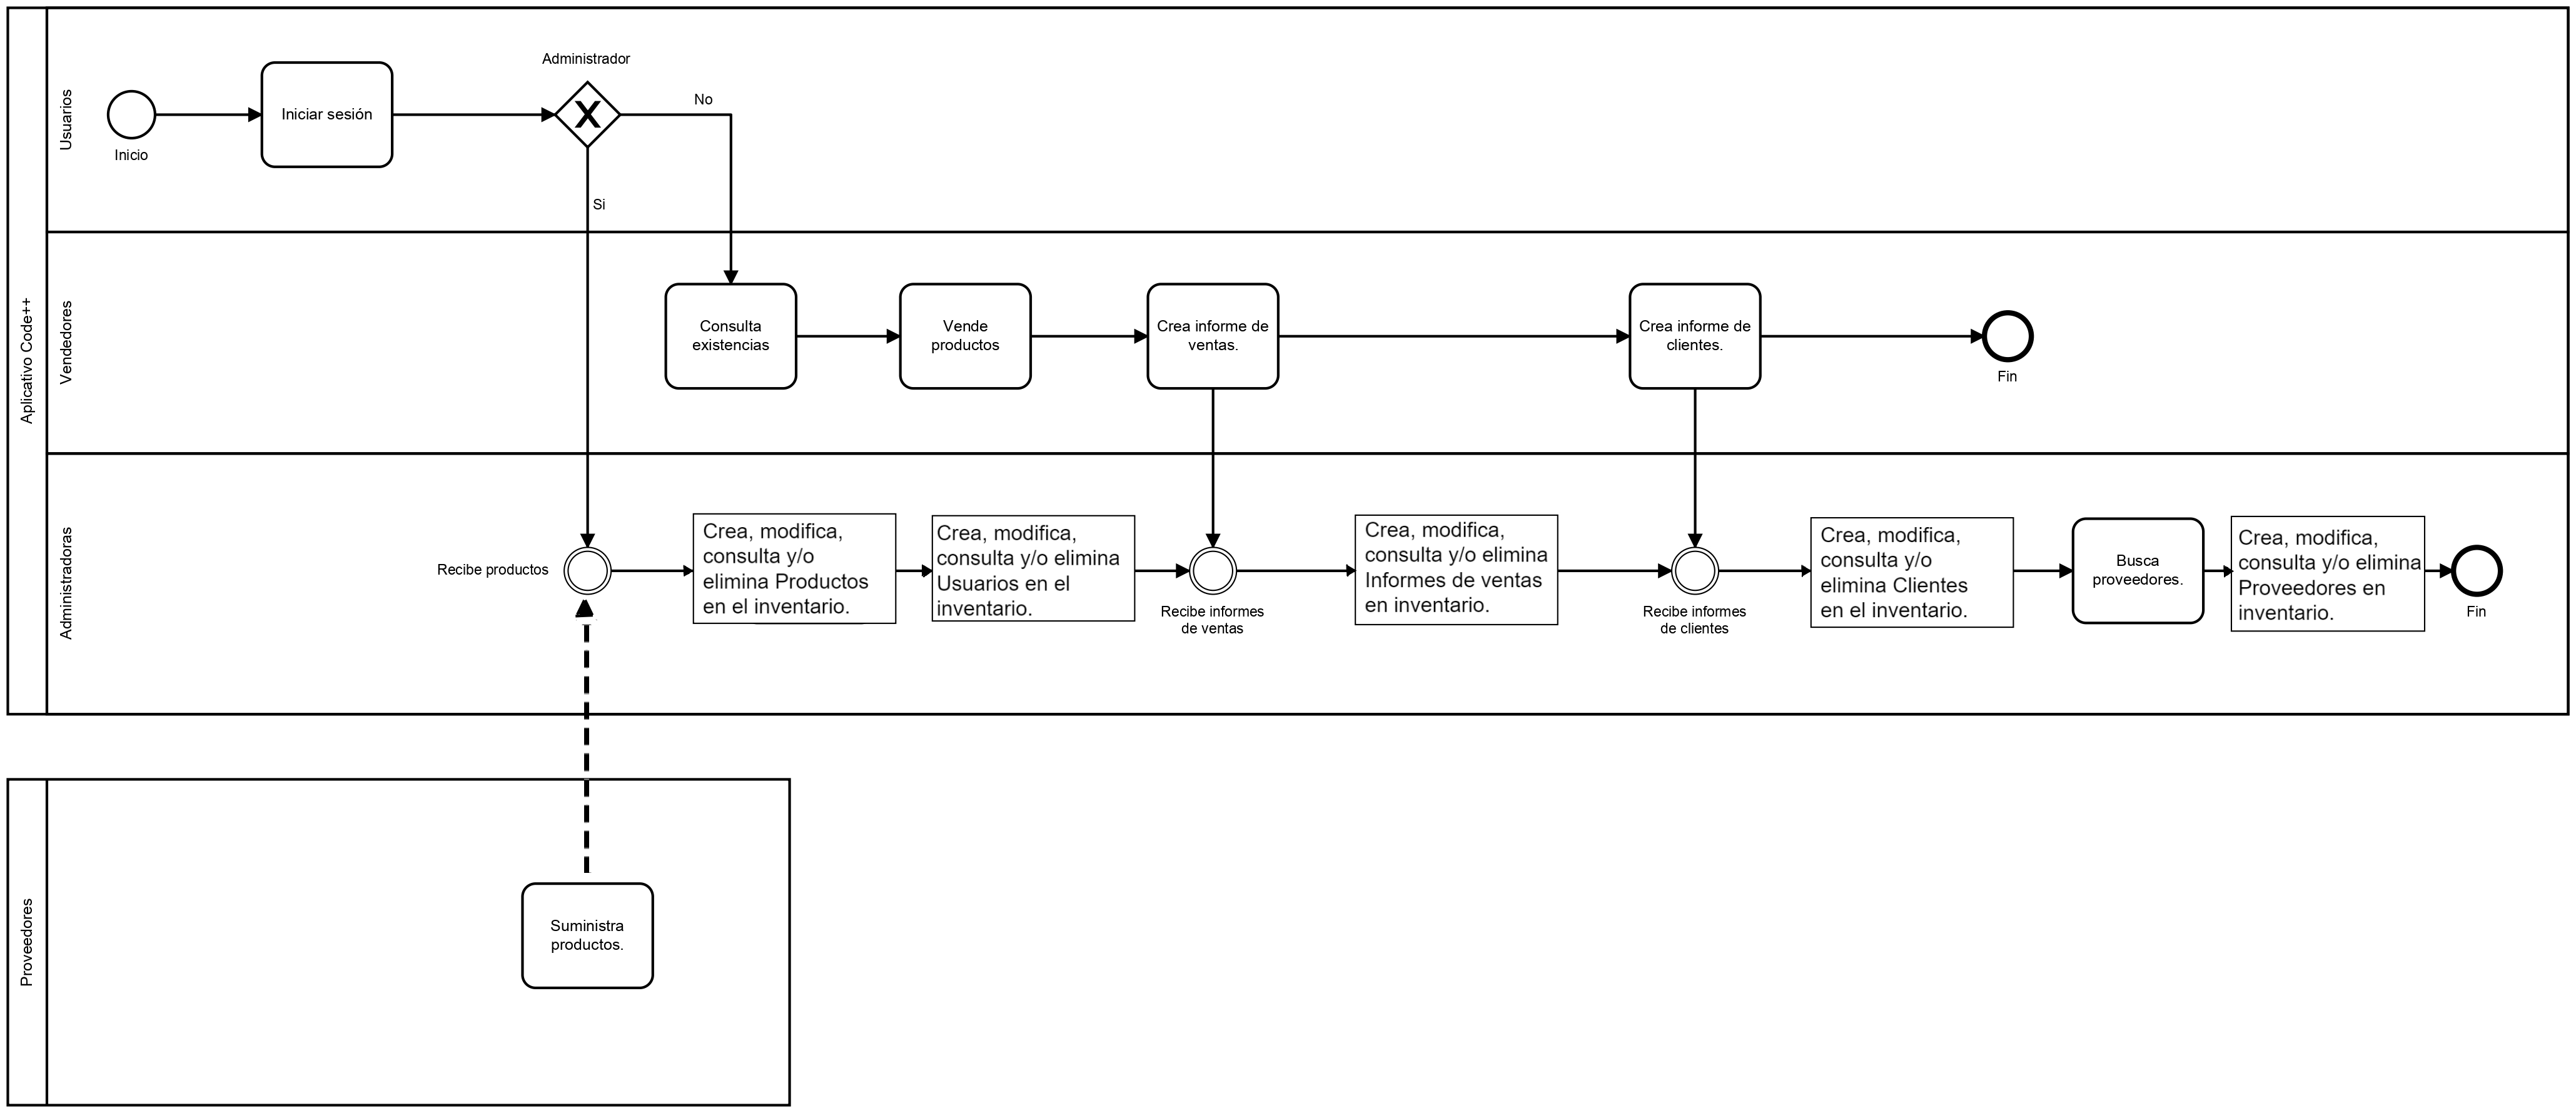 Aplicativo Code++
Usuarios
Inicio
Iniciar sesión
Administrador
No
Si
Vendedores
Consulta
existencias
Vende
productos
Crea informe de
ventas.
Crea informe de
clientes.
Fin
Administradoras
Recibe productos
Crea, modifica,
consulta y/o
elimina Productos
en el inventario.
Crea, modifica,
consulta y/o elimina
Usuarios en el
inventario.
Recibe informes
de ventas
Crea, modifica,
consulta y/o elimina
Informes de ventas
en inventario.
Recibe informes
de clientes
Crea, modifica,
consulta y/o
elimina Clientes
en el inventario.
Busca
proveedores.
Crea, modifica,
consulta y/o elimina
Proveedores en
inventario.
Fin
Proveedores
Suministra
productos.